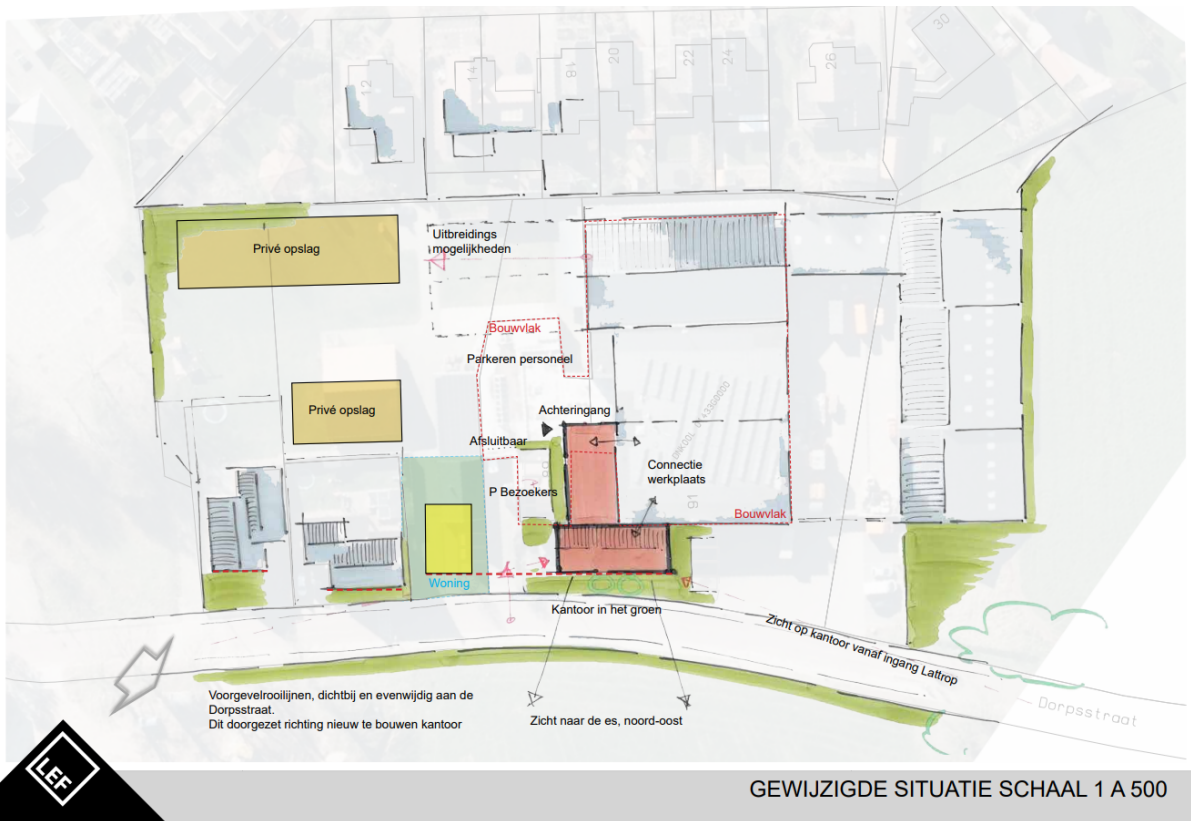 12
14
18
20
22
24
26
30
Privé opslag
Uitbreidings
mogelijkheden
Bouwvlak
Parkeren personeel
Privé opslag
Achteringang
Afsluitbaar
Connectie
werkplaats
P Bezoekers
Bouwvlak
Woning
Kantoor in het groen
Zicht op kantoor vanaf ingang Lattrop
Voorgevelrooilijnen, dichtbij en evenwijdig aan de
Dorpsstraat.
Dit doorgezet richting nieuw te bouwen kantoor
Zicht naar de es, noord-oost
Dorpsstraat
LEF
GEWIJZIGDE SITUATIE SCHAAL 1 A 500